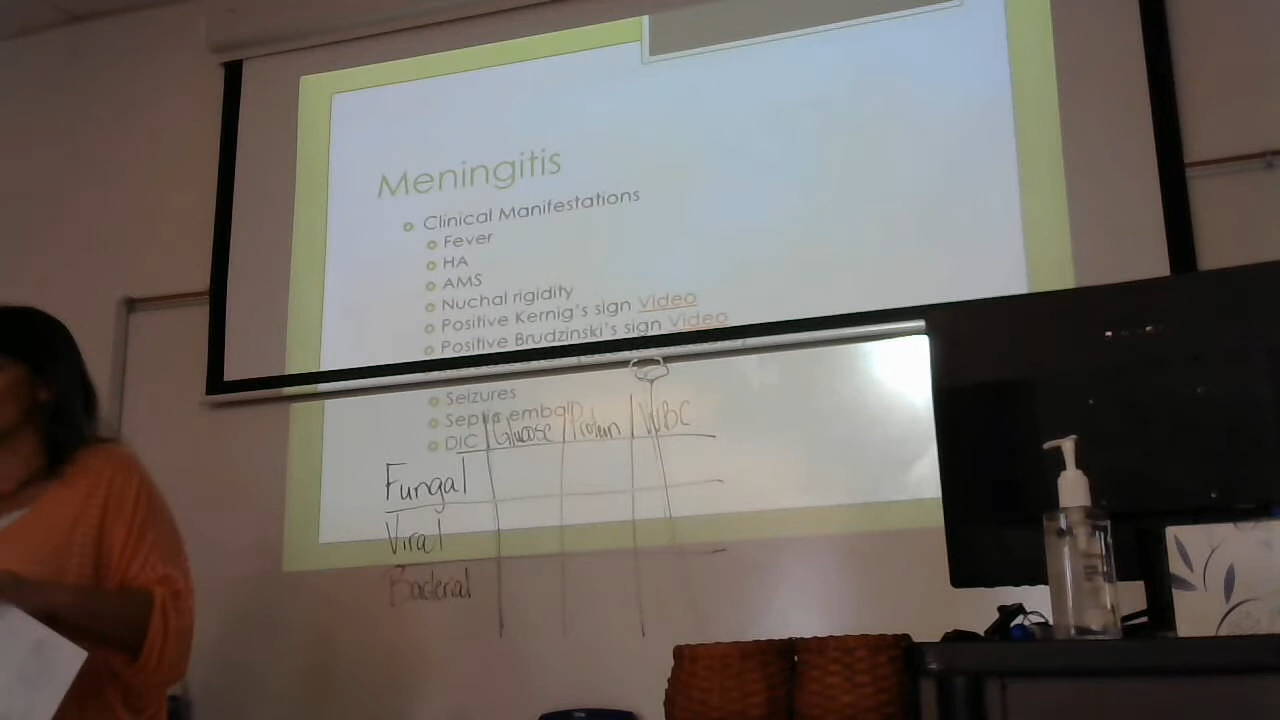 Meningitis
Clinical Manifestations
Fever
HA
AMS
Nuchal rigidity
Positive Kernig's sign Video
Positive Brudzinski's sign Video
Seizures
Septic emboli
DIC
Glucose Protein WBC
Fungal
Viral
Bacterial